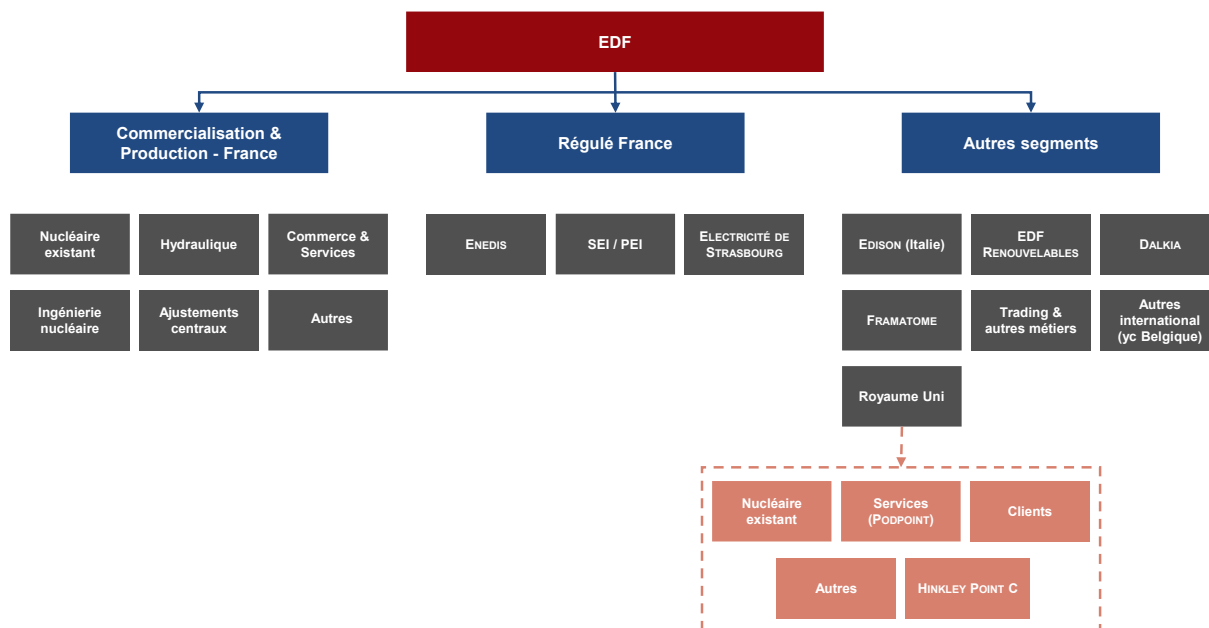 EDF
Commercialisation &
Production - France
Régulé France
Autres segments
Nucléaire
existant
Hydraulique
Commerce &
Services
ENEDIS
SEI / PEI
ELECTRICITÉ DE
STRASBOURG
EDISON (Italie)
EDF
RENOUVELABLES
DALKIA
Ingénierie
nucléaire
Ajustements
centraux
Autres
FRAMATOME
Trading &
autres métiers
Autres
international
(yc Belgique)
Royaume Uni
Nucléaire
existant
Services
(PODPOINT)
Clients
Autres
HINKLEY POINT C